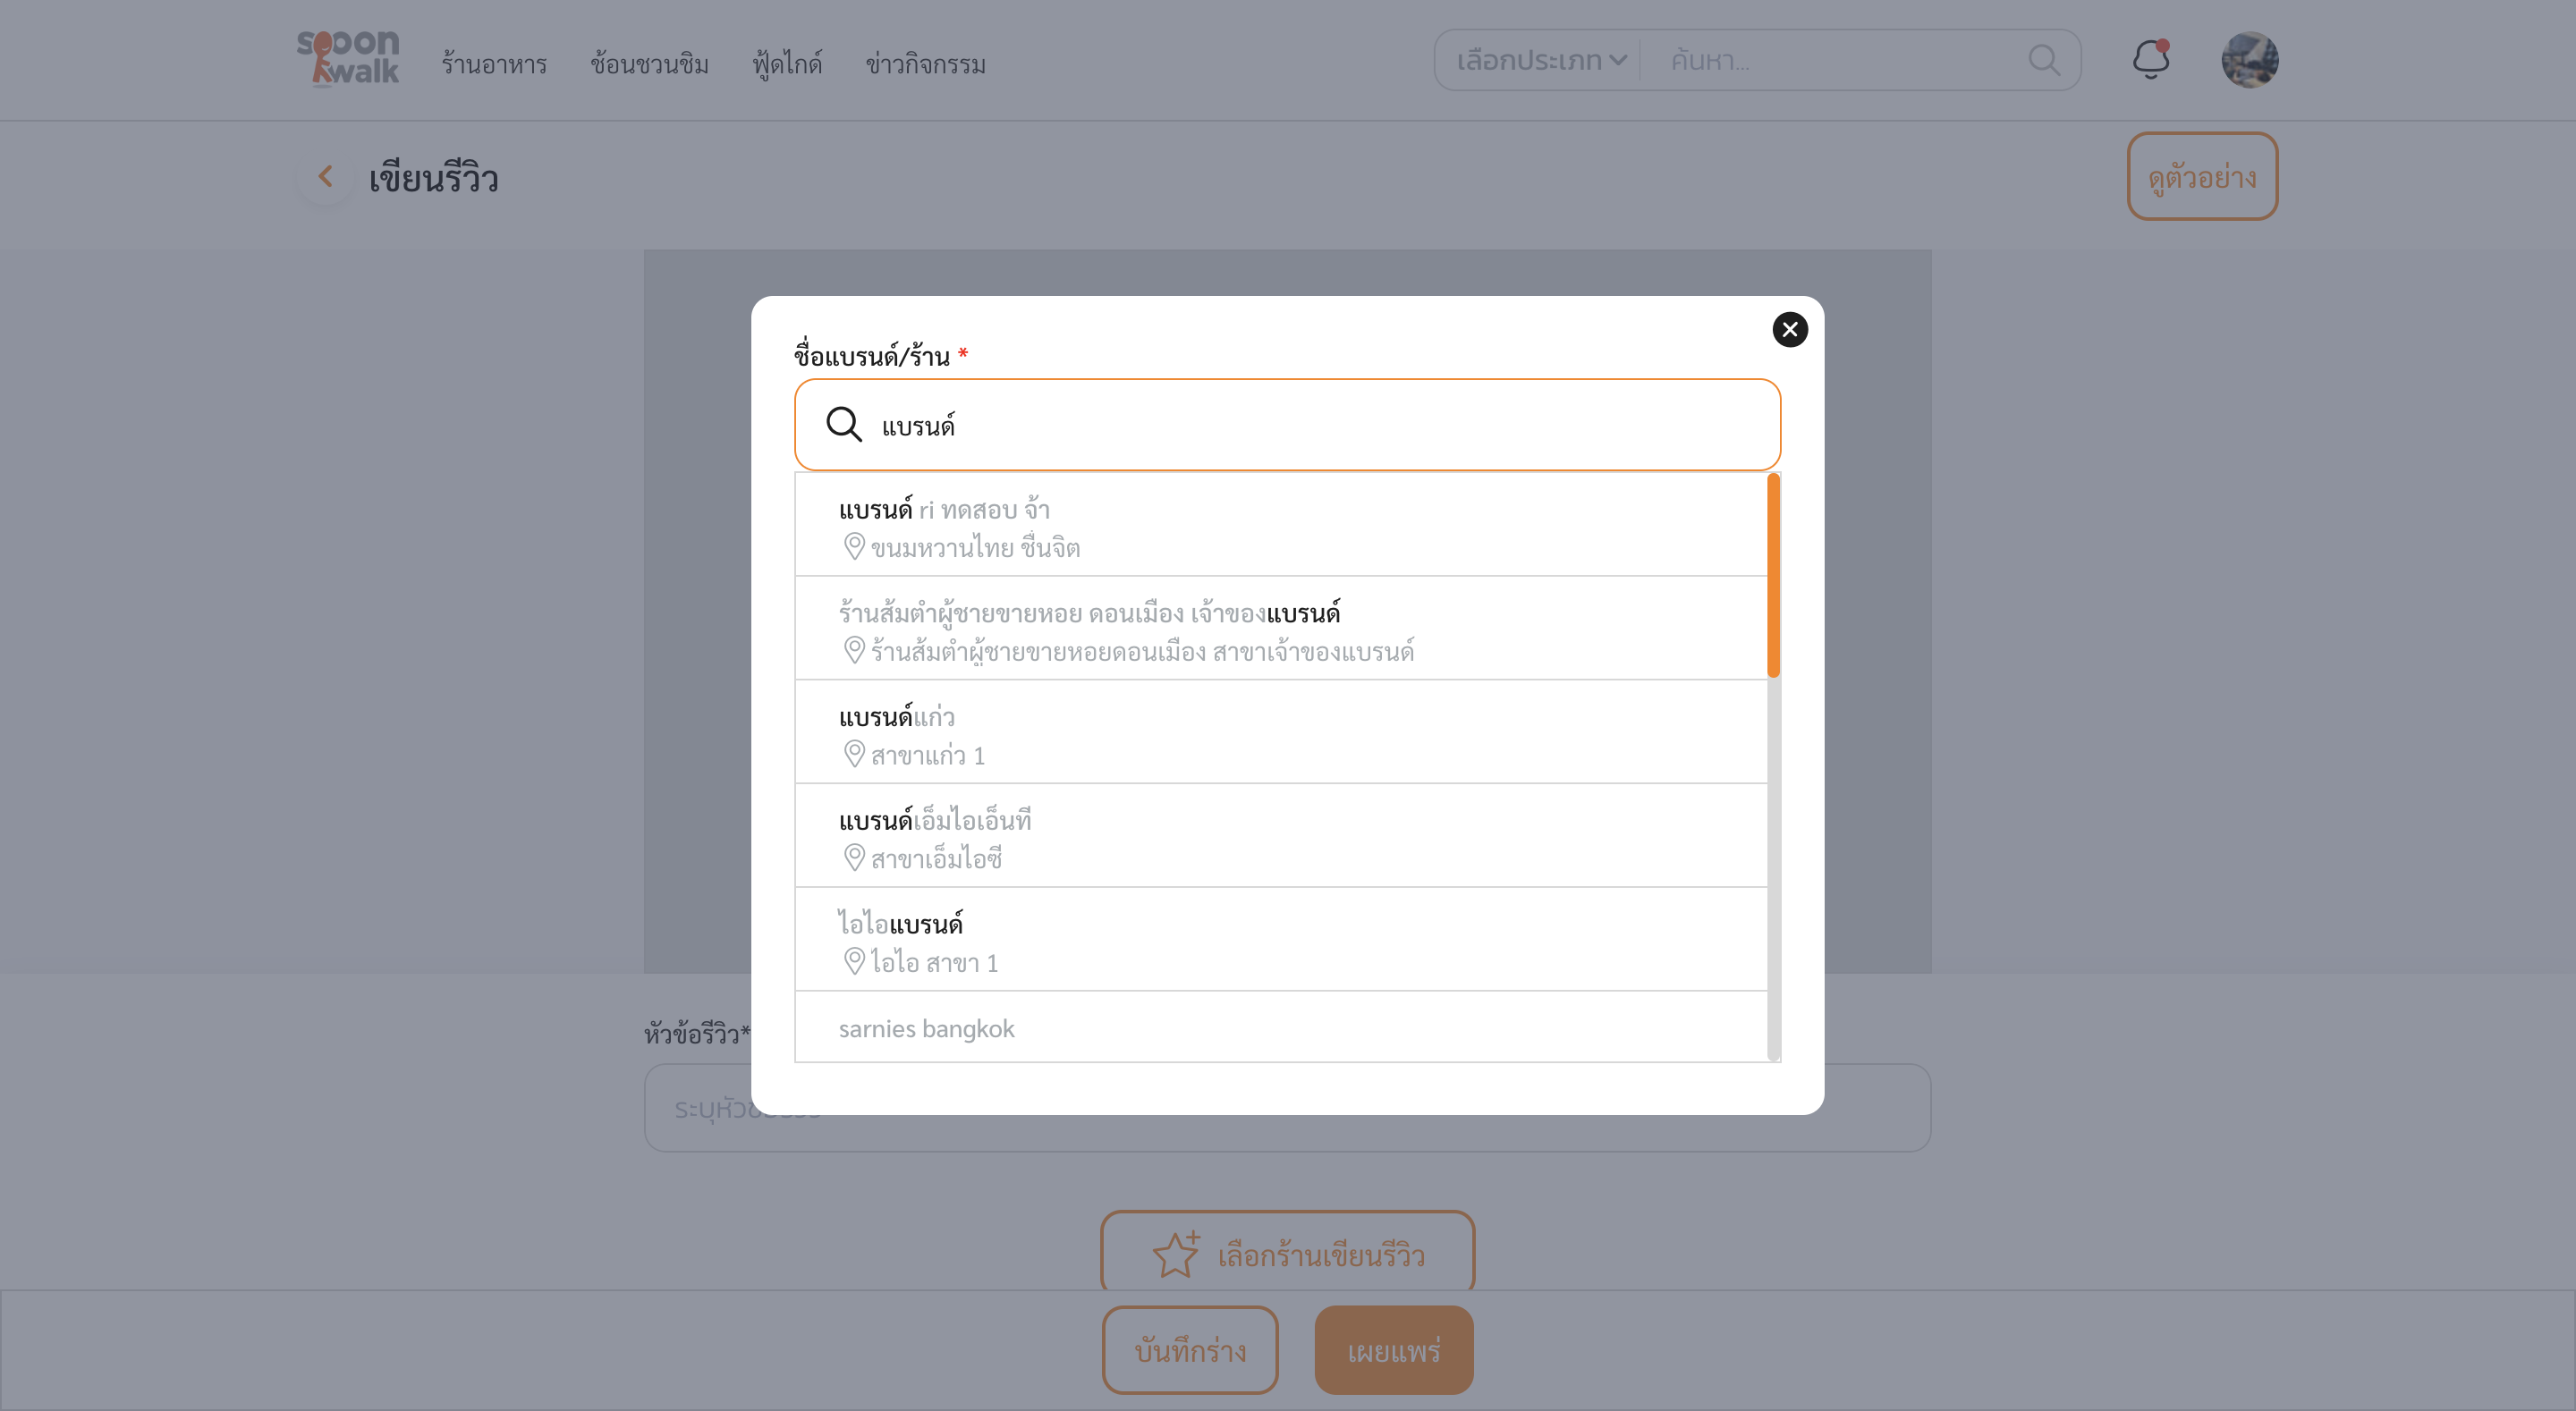 spoon walk
ร้านอาหาร ช้อนชวนชิม ฟู้ดไกด์ ข่าวกิจกรรม เลือกประเภท ค้นหา...
เขียนรีวิว
ดูตัวอย่าง
ชื่อแบรนด์/ร้าน *
แบรนด์
แบรนด์ ri ทดสอบ จ้า
ขนมหวานไทย ชื่นจิต
ร้านส้มตำผู้ชายขายหอย ดอนเมือง เจ้าของแบรนด์
ร้านส้มตำผู้ชายขายหอยดอนเมือง สาขาเจ้าของแบรนด์
แบรนด์แก่ว
สาขาแก่ว 1
แบรนด์เอ็มไอเอ็นที
สาขาเอ็มไอซี
ไอไอแบรนด์
ไอไอ สาขา 1
sarnies bangkok
หัวข้อรีวิว*
เลือกร้านเขียนรีวิว
บันทึกร่าง เผยแพร่